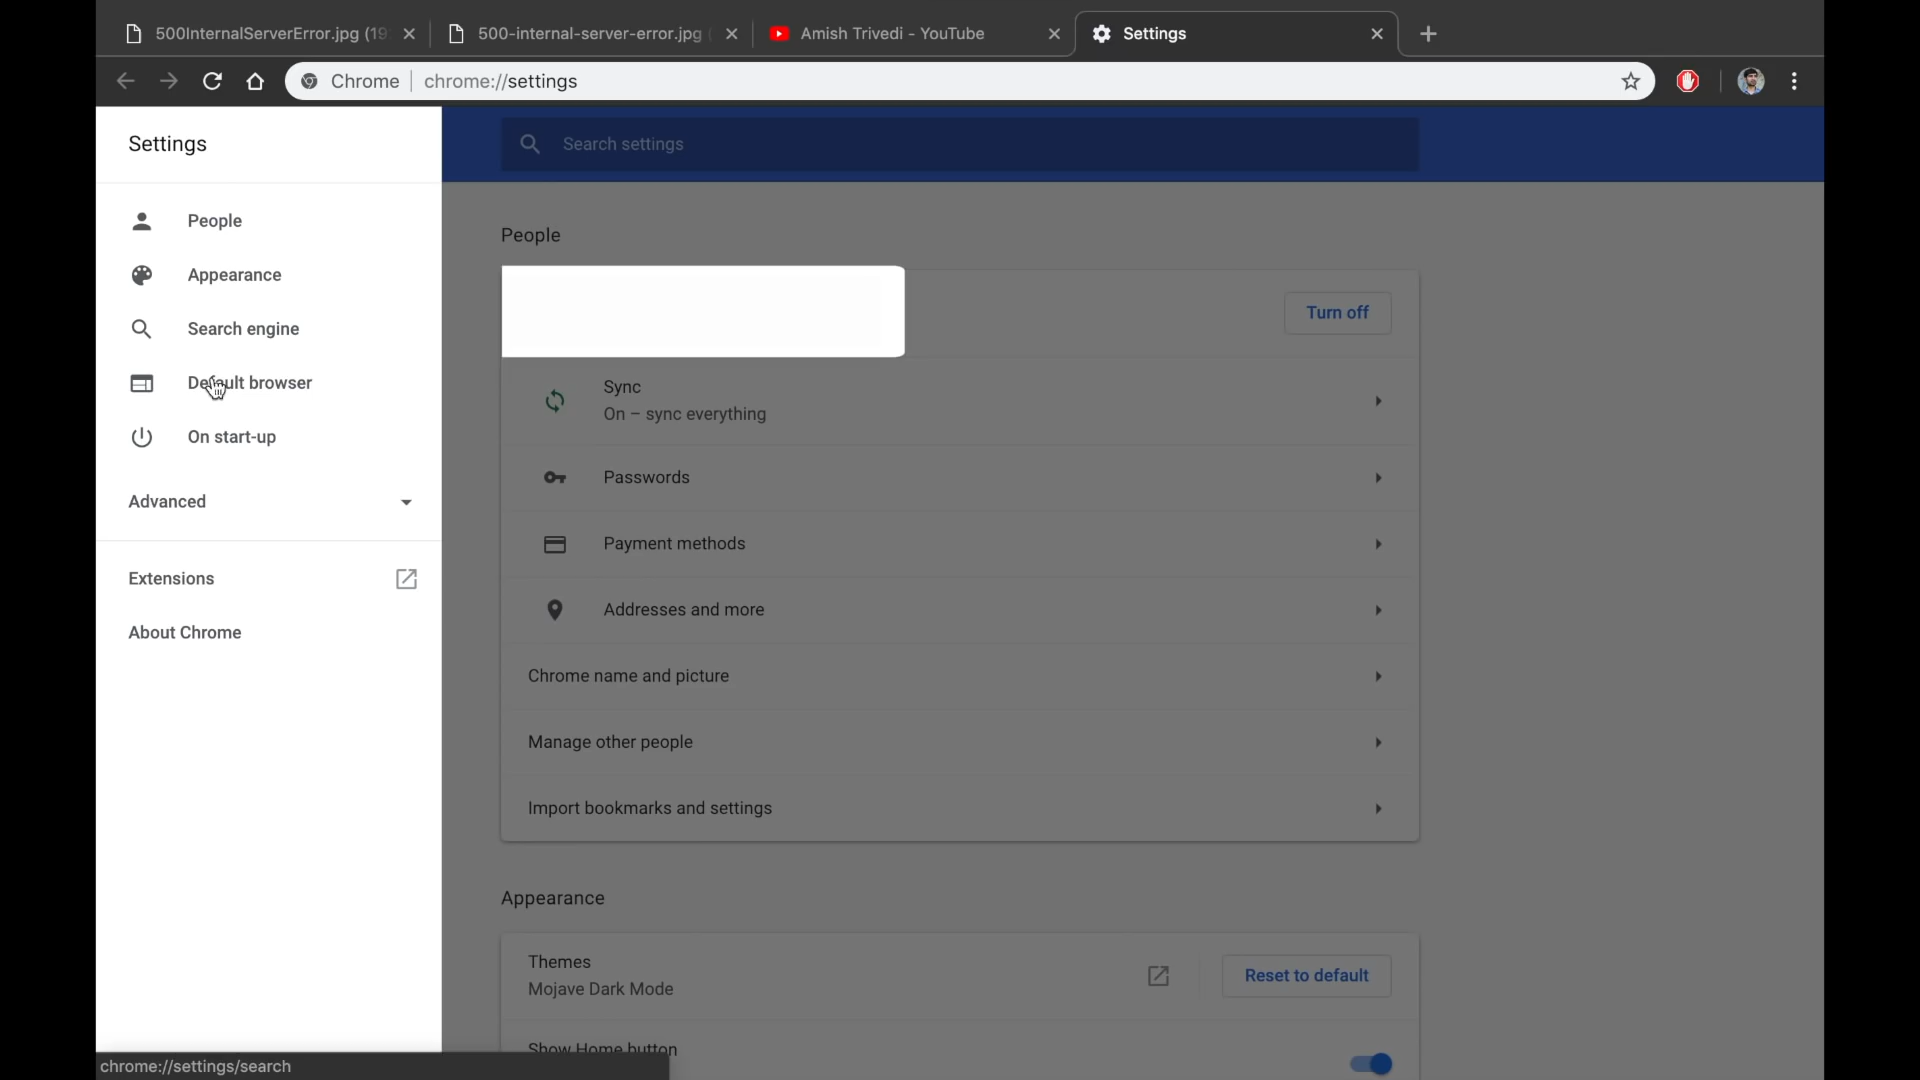 500InternalServerError.jpg (19
500-internal-server-error.jpg (
Amish Trivedi - YouTube
Settings
Chrome
chrome://settings
Settings
Search settings
People
Appearance
Search engine
Default browser
On start-up
Advanced
Extensions
About Chrome
People
Turn off
Sync
On – sync everything
Passwords
Payment methods
Addresses and more
Chrome name and picture
Manage other people
Import bookmarks and settings
Appearance
Themes
Mojave Dark Mode
Reset to default
Show Home button
chrome://settings/search